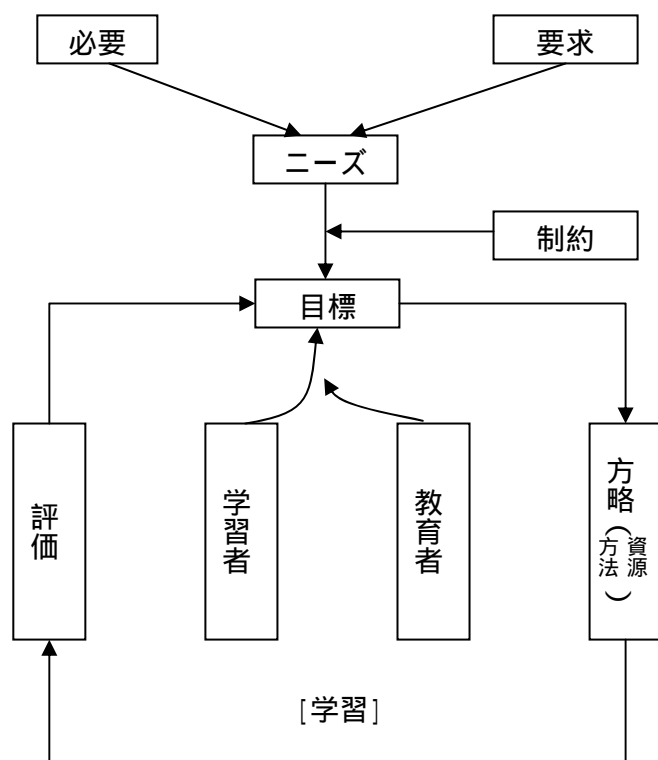 必要
要求
ニーズ
制約
目標
評価
学習者
教育者
方略(資源
方法)
[学習]